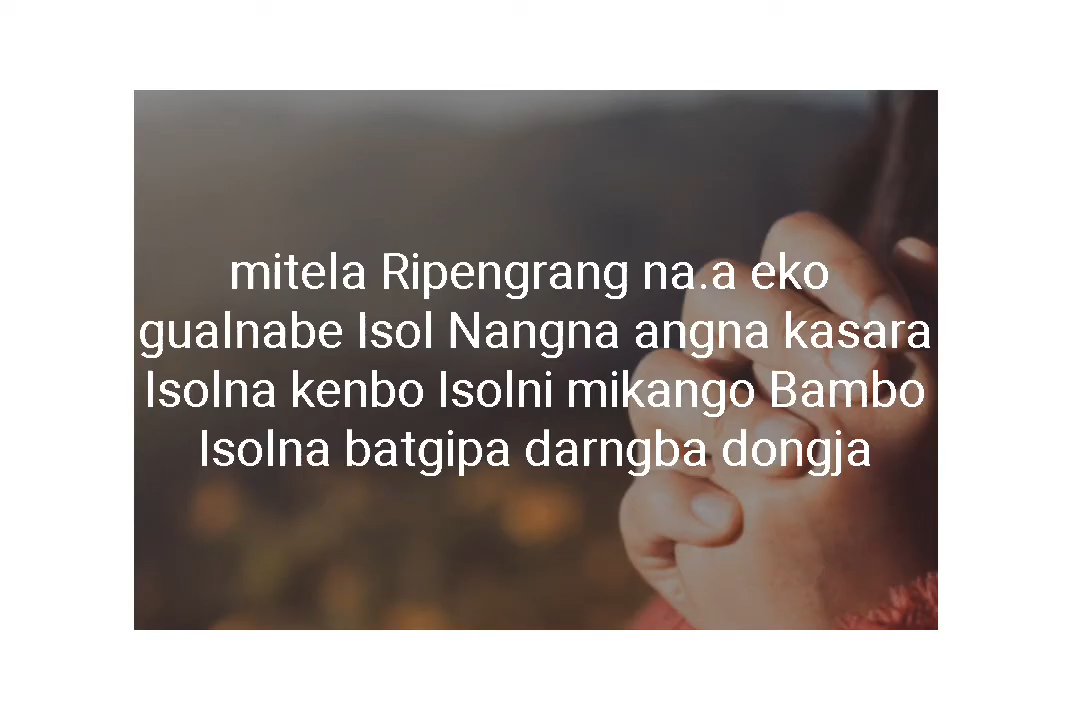 mitela Ripengrang na.a eko
gualnabe Isol Nangna angna kasara
Isolna kenbo Isolni mikango Bambo
Isolna batgipa darngba dongja